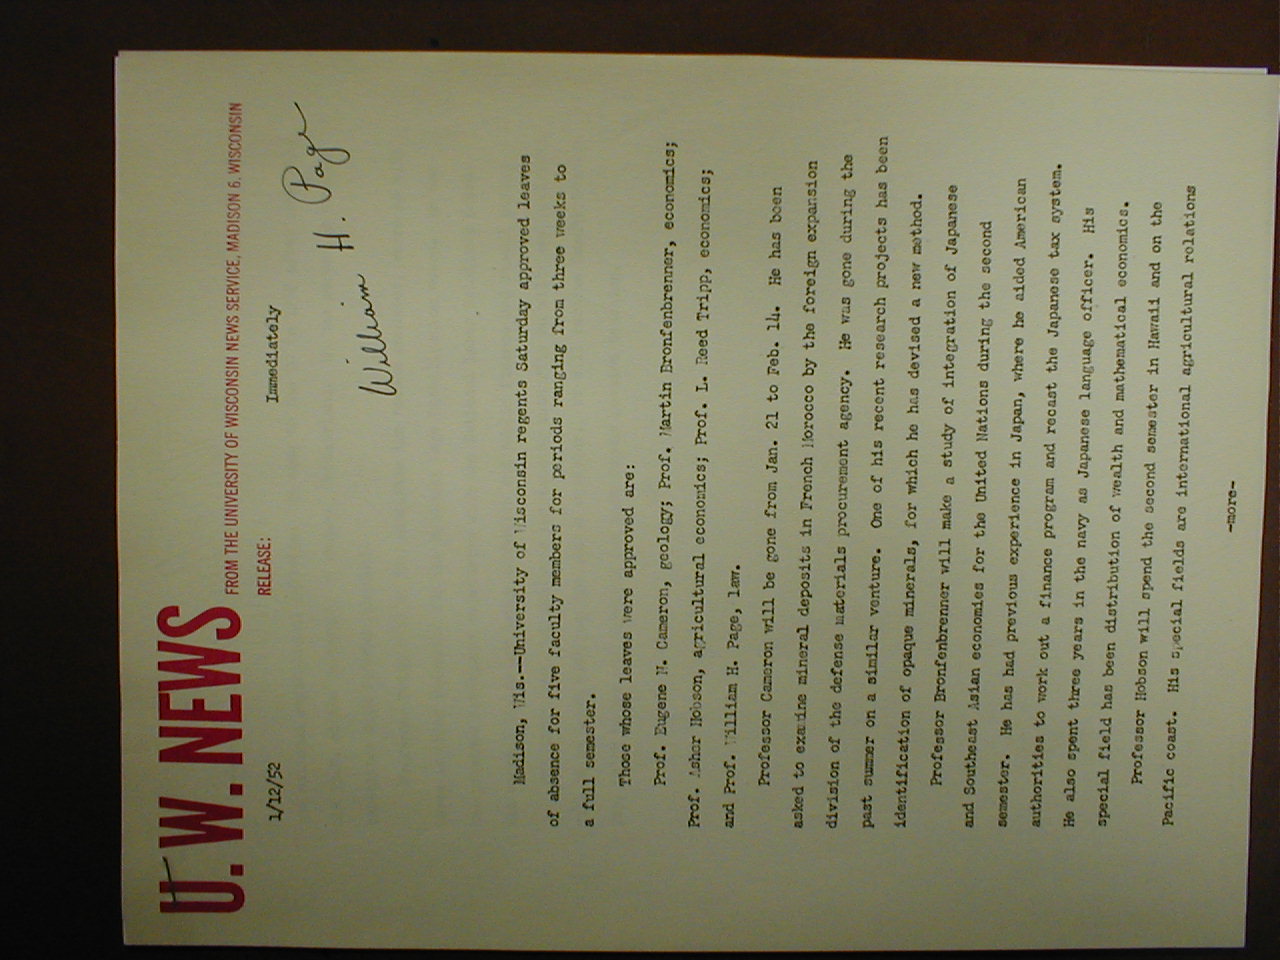 U. W. NEWS
FROM THE UNIVERSITY OF WISCONSIN NEWS SERVICE, MADISON 6, WISCONSIN
1/12/52 RELEASE: Immediately
William H. Page
Madison, Wis.--University of Wisconsin regents Saturday approved leaves
of absence for five faculty members for periods ranging from three weeks to
a full semester.
Those whose leaves were approved are:
Prof. Eugene N. Cameron, geology; Prof. Martin Bronfenbrenner, economics;
Prof. Asher Hobson, agricultural economics; Prof. L. Reed Tripp, economics;
and Prof. William H. Page, law.
Professor Cameron will be gone from Jan. 21 to Feb. 14. He has been
asked to examine mineral deposits in French Morocco by the foreign expansion
division of the defense materials procurement agency. He was gone during the
past summer on a similar venture. One of his recent research projects has been
identification of opaque minerals, for which he has devised a new method.
Professor Bronfenbrenner will make a study of integration of Japanese
and Southeast Asian economies for the United Nations during the second
semester. He has had previous experience in Japan, where he aided American
authorities to work out a finance program and recast the Japanese tax system.
He also spent three years in the navy as Japanese language officer. His
special field has been distribution of wealth and mathematical economics.
Professor Hobson will spend the second semester in Hawaii and on the
Pacific coast. His special fields are international agricultural relations
-more-